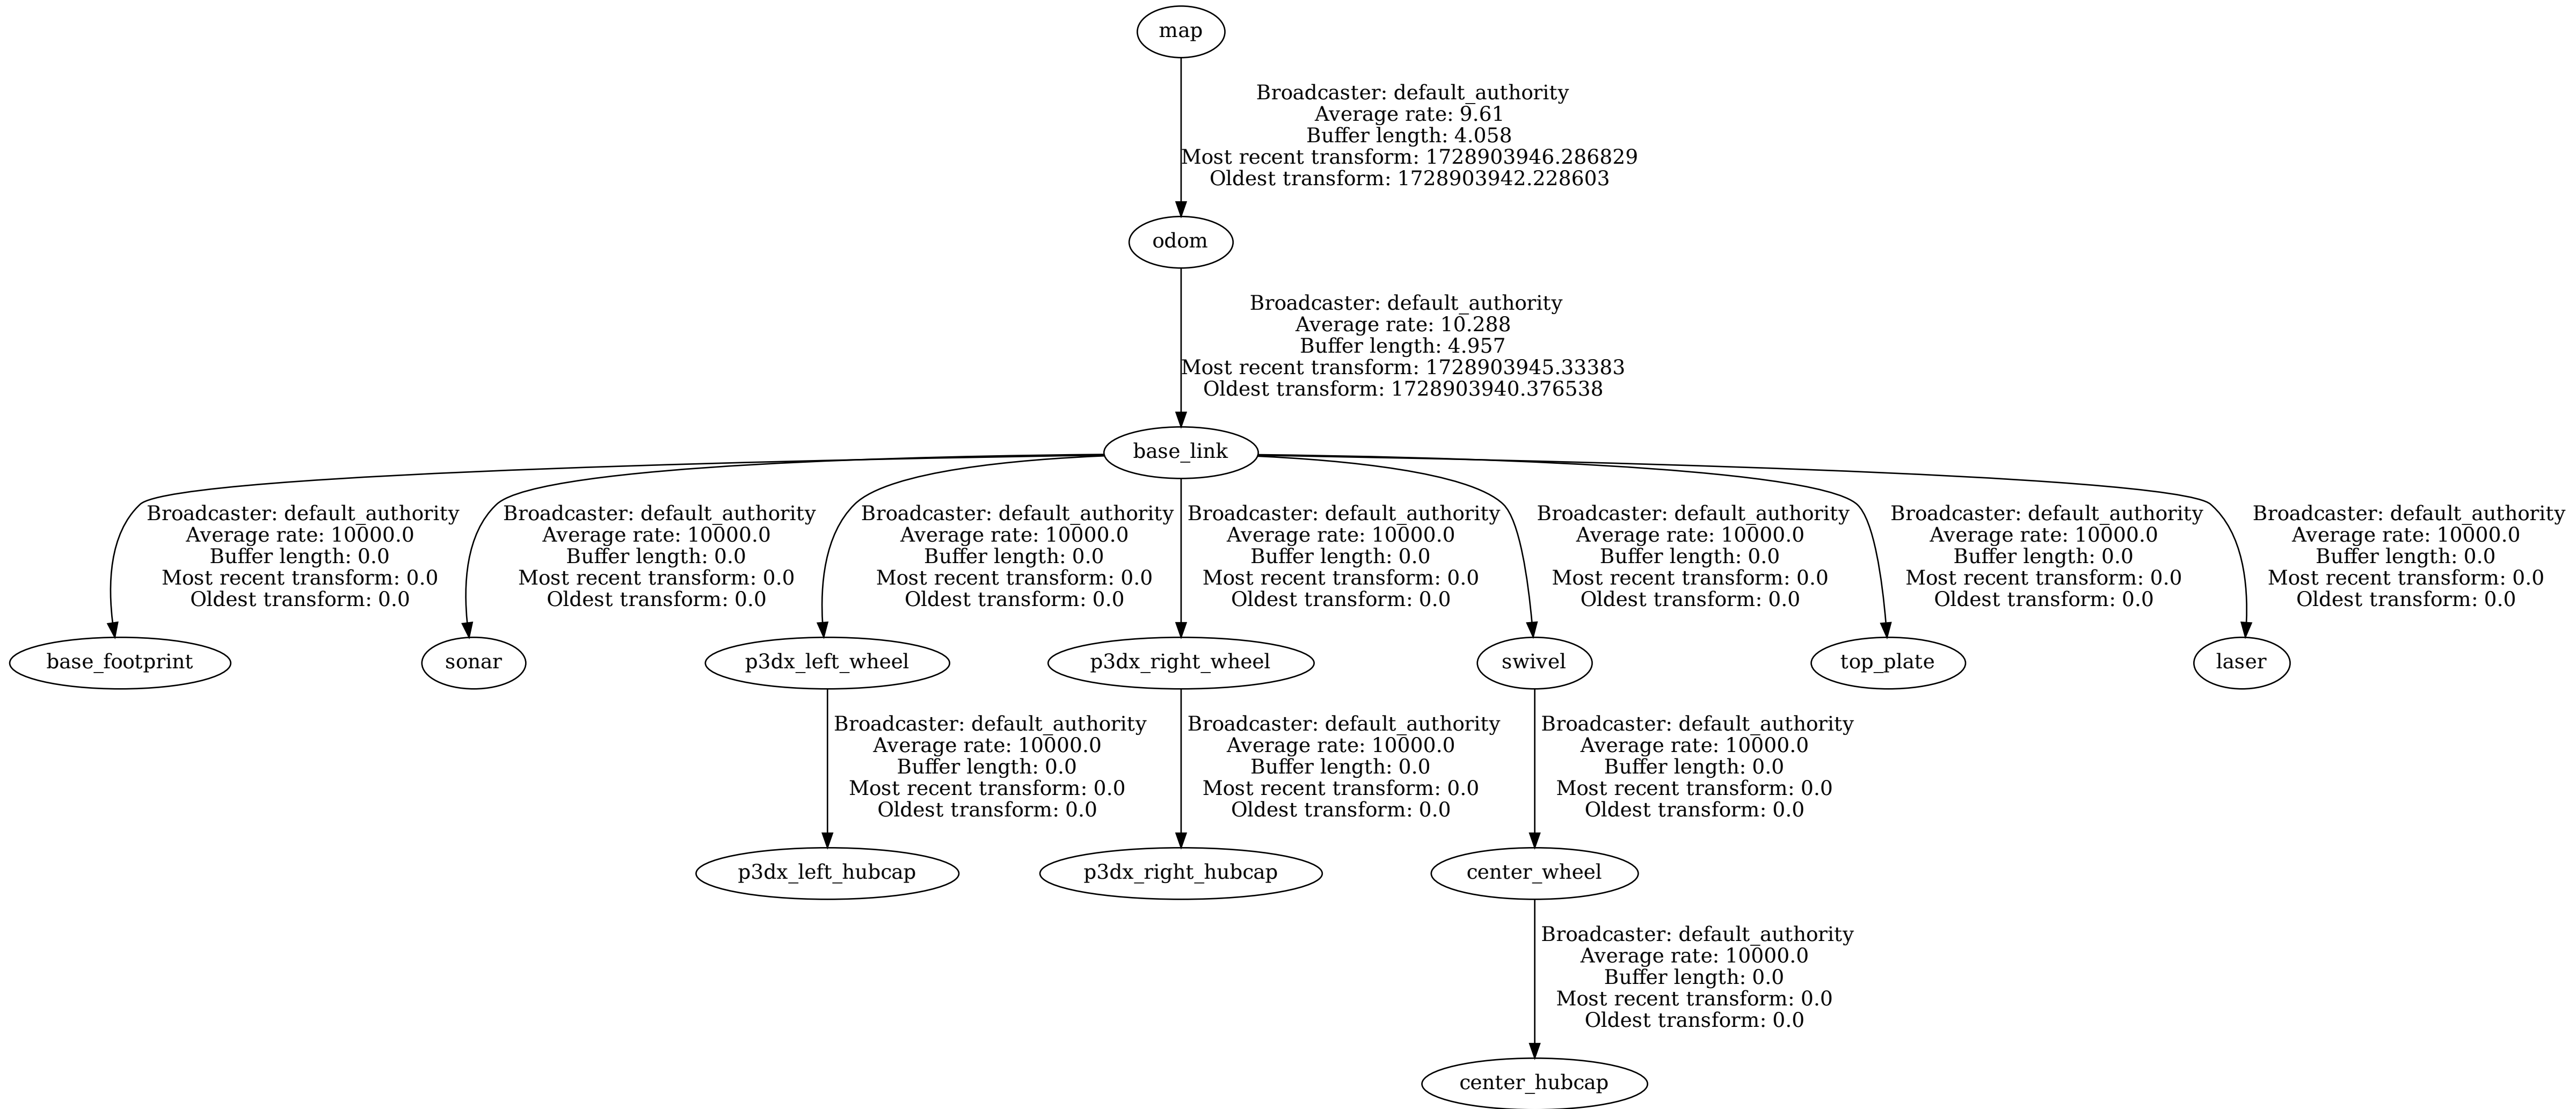 map
Broadcaster: default_authority
Average rate: 9.61
Buffer length: 4.058
Most recent transform: 1728903946.286829
Oldest transform: 1728903942.228603
odom
Broadcaster: default_authority
Average rate: 10.288
Buffer length: 4.957
Most recent transform: 1728903945.33383
Oldest transform: 1728903940.376538
base_link
Broadcaster: default_authority
Average rate: 10000.0
Buffer length: 0.0
Most recent transform: 0.0
Oldest transform: 0.0
Broadcaster: default_authority
Average rate: 10000.0
Buffer length: 0.0
Most recent transform: 0.0
Oldest transform: 0.0
Broadcaster: default_authority
Average rate: 10000.0
Buffer length: 0.0
Most recent transform: 0.0
Oldest transform: 0.0
Broadcaster: default_authority
Average rate: 10000.0
Buffer length: 0.0
Most recent transform: 0.0
Oldest transform: 0.0
Broadcaster: default_authority
Average rate: 10000.0
Buffer length: 0.0
Most recent transform: 0.0
Oldest transform: 0.0
Broadcaster: default_authority
Average rate: 10000.0
Buffer length: 0.0
Most recent transform: 0.0
Oldest transform: 0.0
Broadcaster: default_authority
Average rate: 10000.0
Buffer length: 0.0
Most recent transform: 0.0
Oldest transform: 0.0
base_footprint
sonar
p3dx_left_wheel
p3dx_right_wheel
swivel
top_plate
laser
Broadcaster: default_authority
Average rate: 10000.0
Buffer length: 0.0
Most recent transform: 0.0
Oldest transform: 0.0
Broadcaster: default_authority
Average rate: 10000.0
Buffer length: 0.0
Most recent transform: 0.0
Oldest transform: 0.0
Broadcaster: default_authority
Average rate: 10000.0
Buffer length: 0.0
Most recent transform: 0.0
Oldest transform: 0.0
p3dx_left_hubcap
p3dx_right_hubcap
center_wheel
Broadcaster: default_authority
Average rate: 10000.0
Buffer length: 0.0
Most recent transform: 0.0
Oldest transform: 0.0
center_hubcap